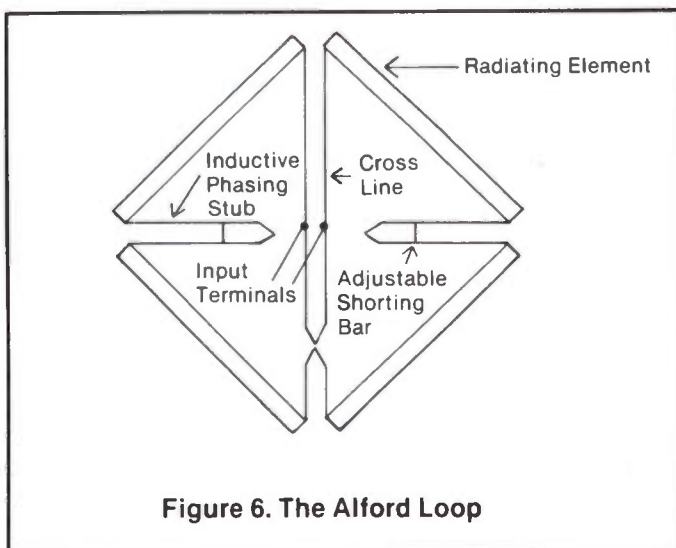 Radiating Element
Inductive
Phasing
Stub
Cross
Line
Input
Terminals
Adjustable
Shorting
Bar
Figure 6. The Alford Loop